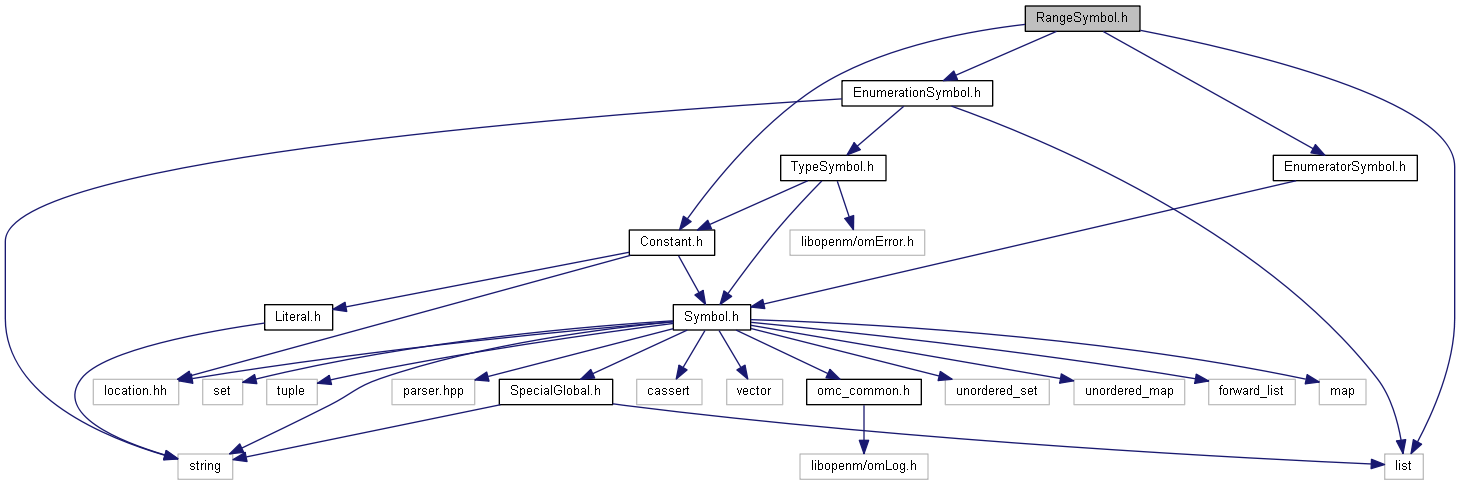 RangeSymbol.h
EnumerationSymbol.h
TypeSymbol.h
EnumeratorSymbol.h
Constant.h
libopenm/omError.h
Literal.h
Symbol.h
location.hh
set
tuple
parser.hpp
SpecialGlobal.h
cassert
vector
omc_common.h
unordered_set
unordered_map
forward_list
map
string
libopenm/omLog.h
list